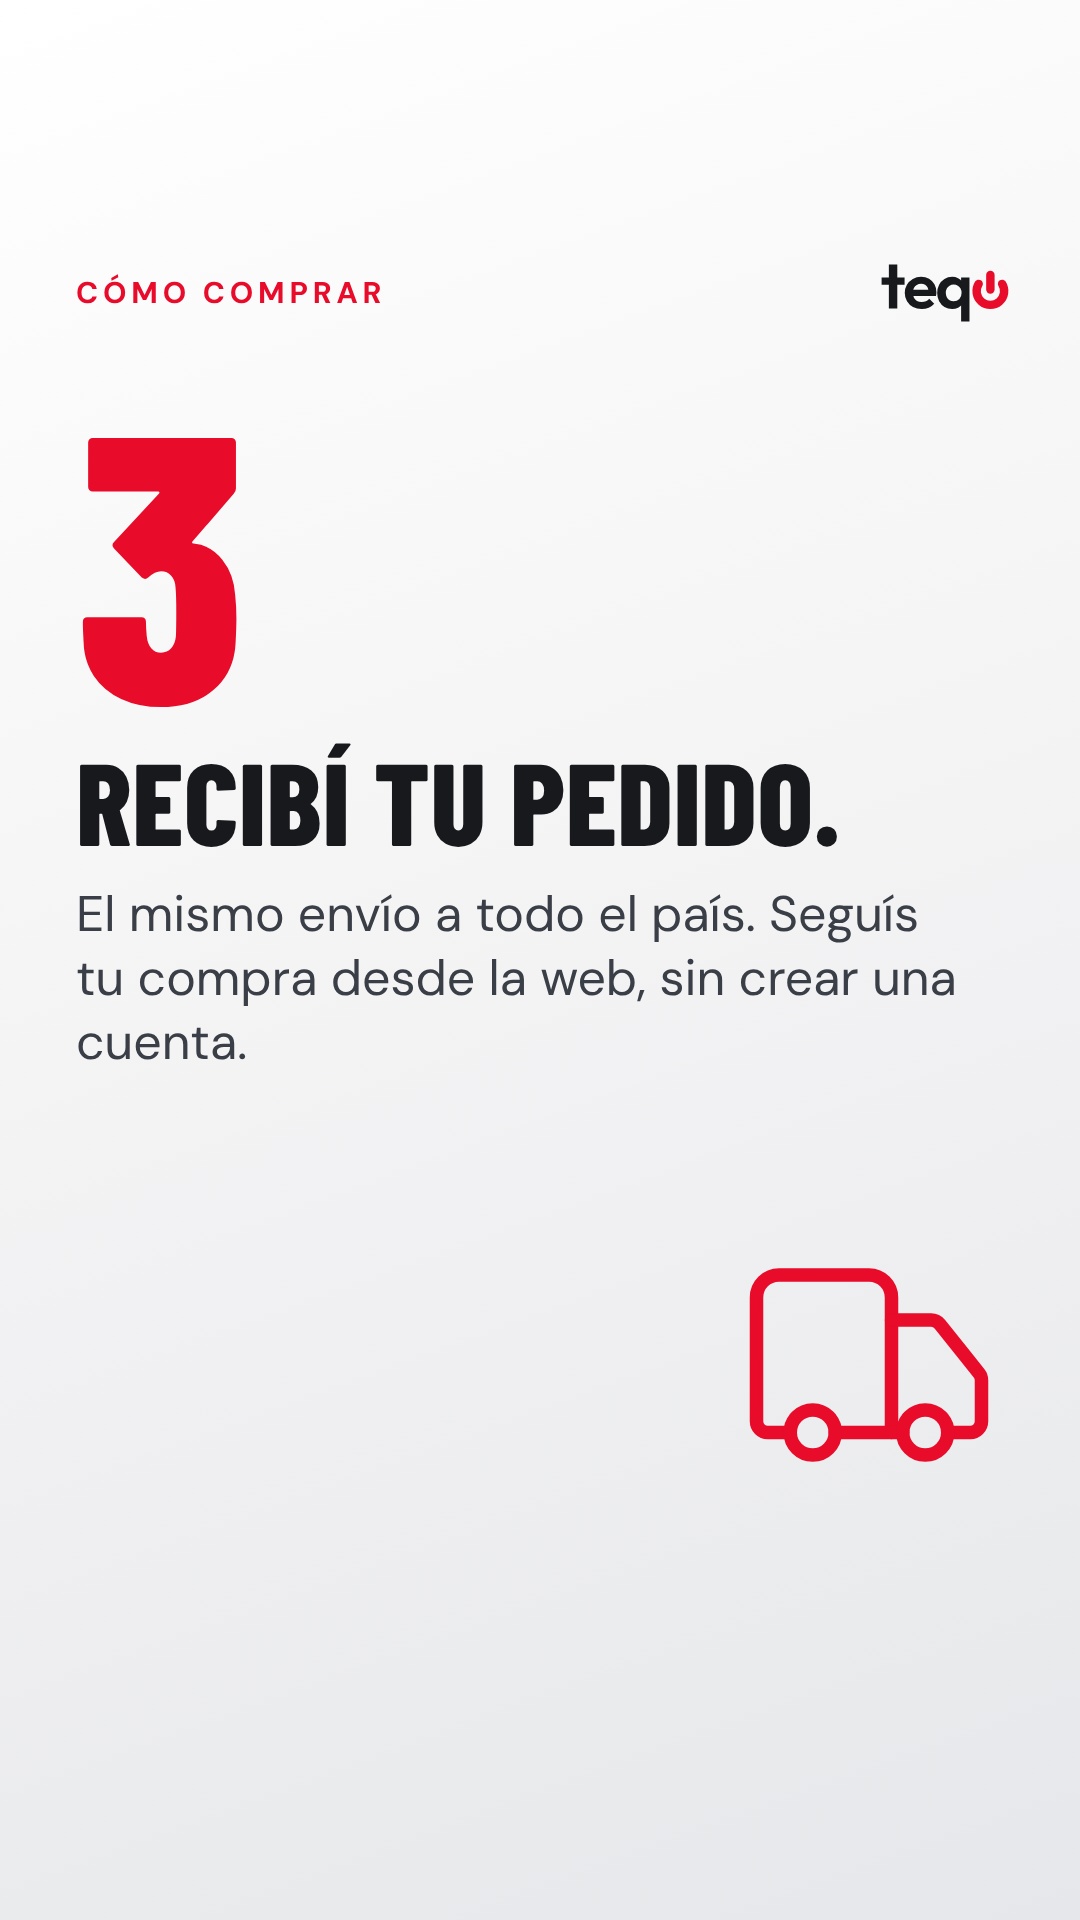 CÓMO COMPRAR
teqo
3
RECIBÍ TU PEDIDO.
El mismo envío a todo el país. Seguís
tu compra desde la web, sin crear una
cuenta.